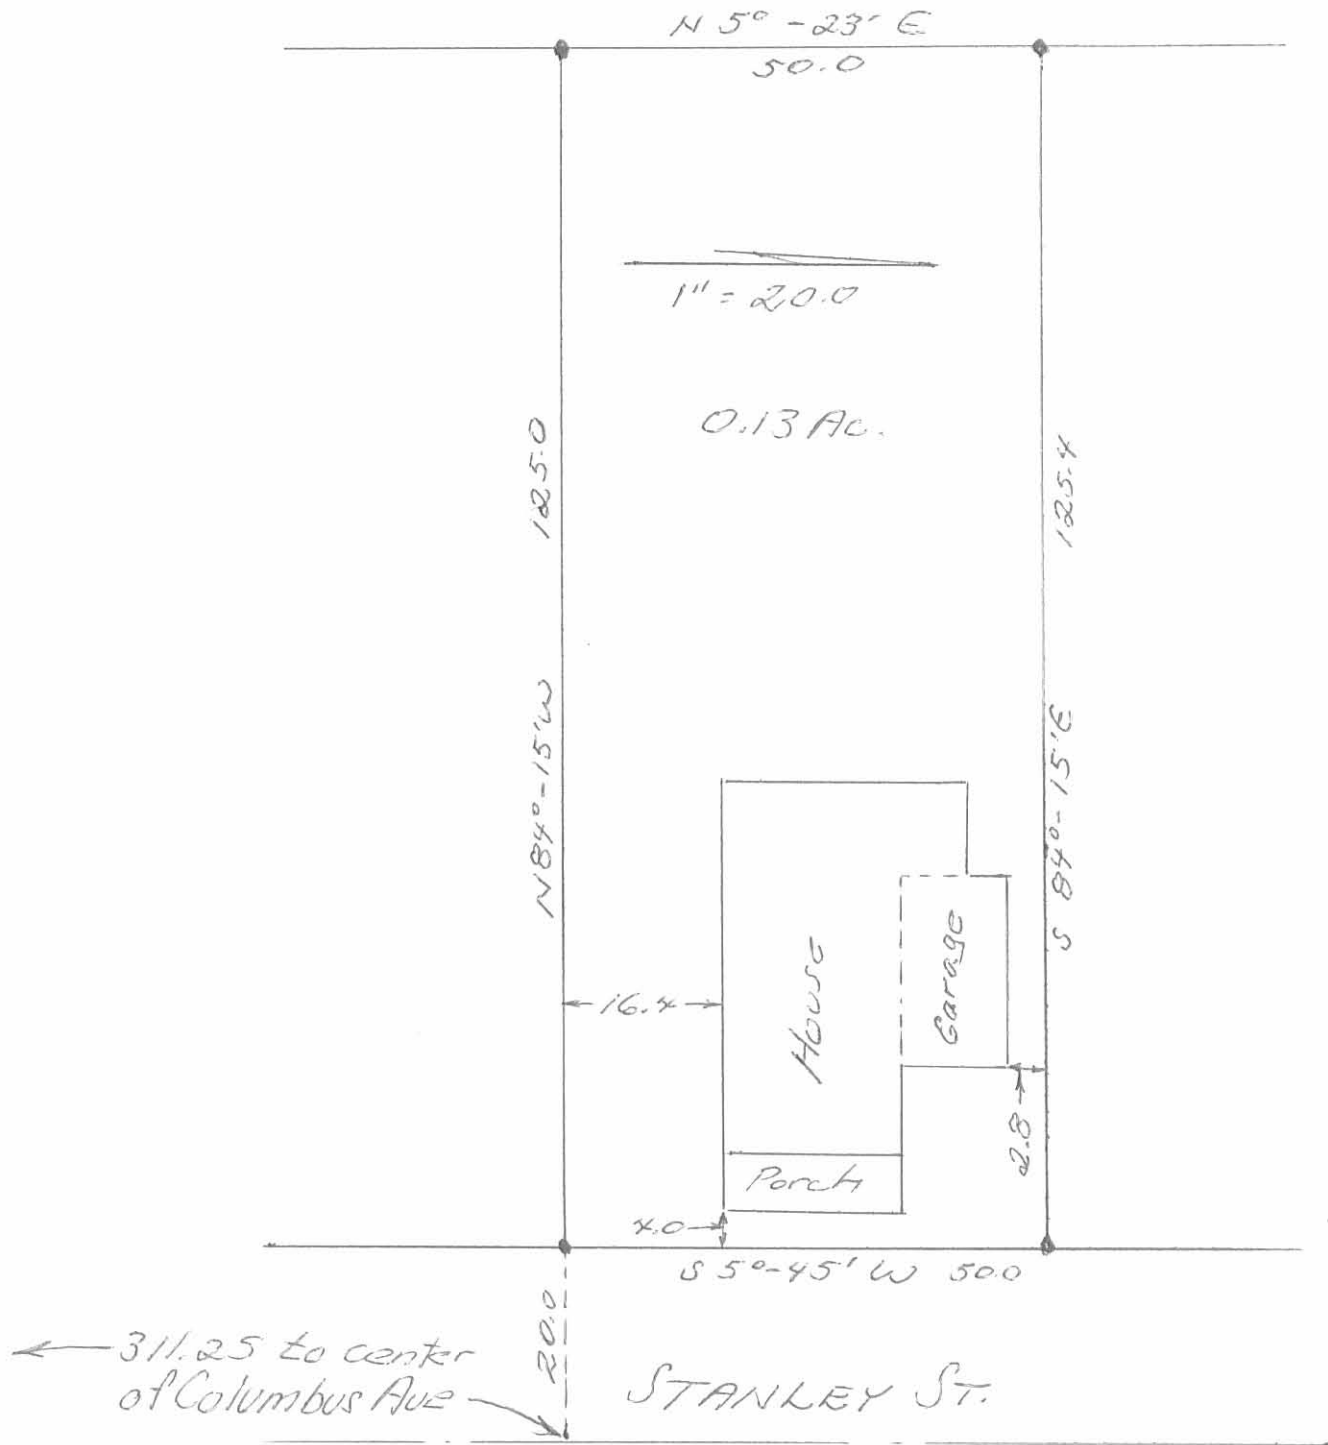 N 5° - 23' E
50.0
1" = 20.0
0.13 Ac.
125.0
125.4
N84°-15'W
S 84°-15'E
16.4
House
Garage
2.8
Porch
4.0
S 5°-45' W 50.0
20.0
311.25 to center
of Columbus Ave
STANLEY ST.